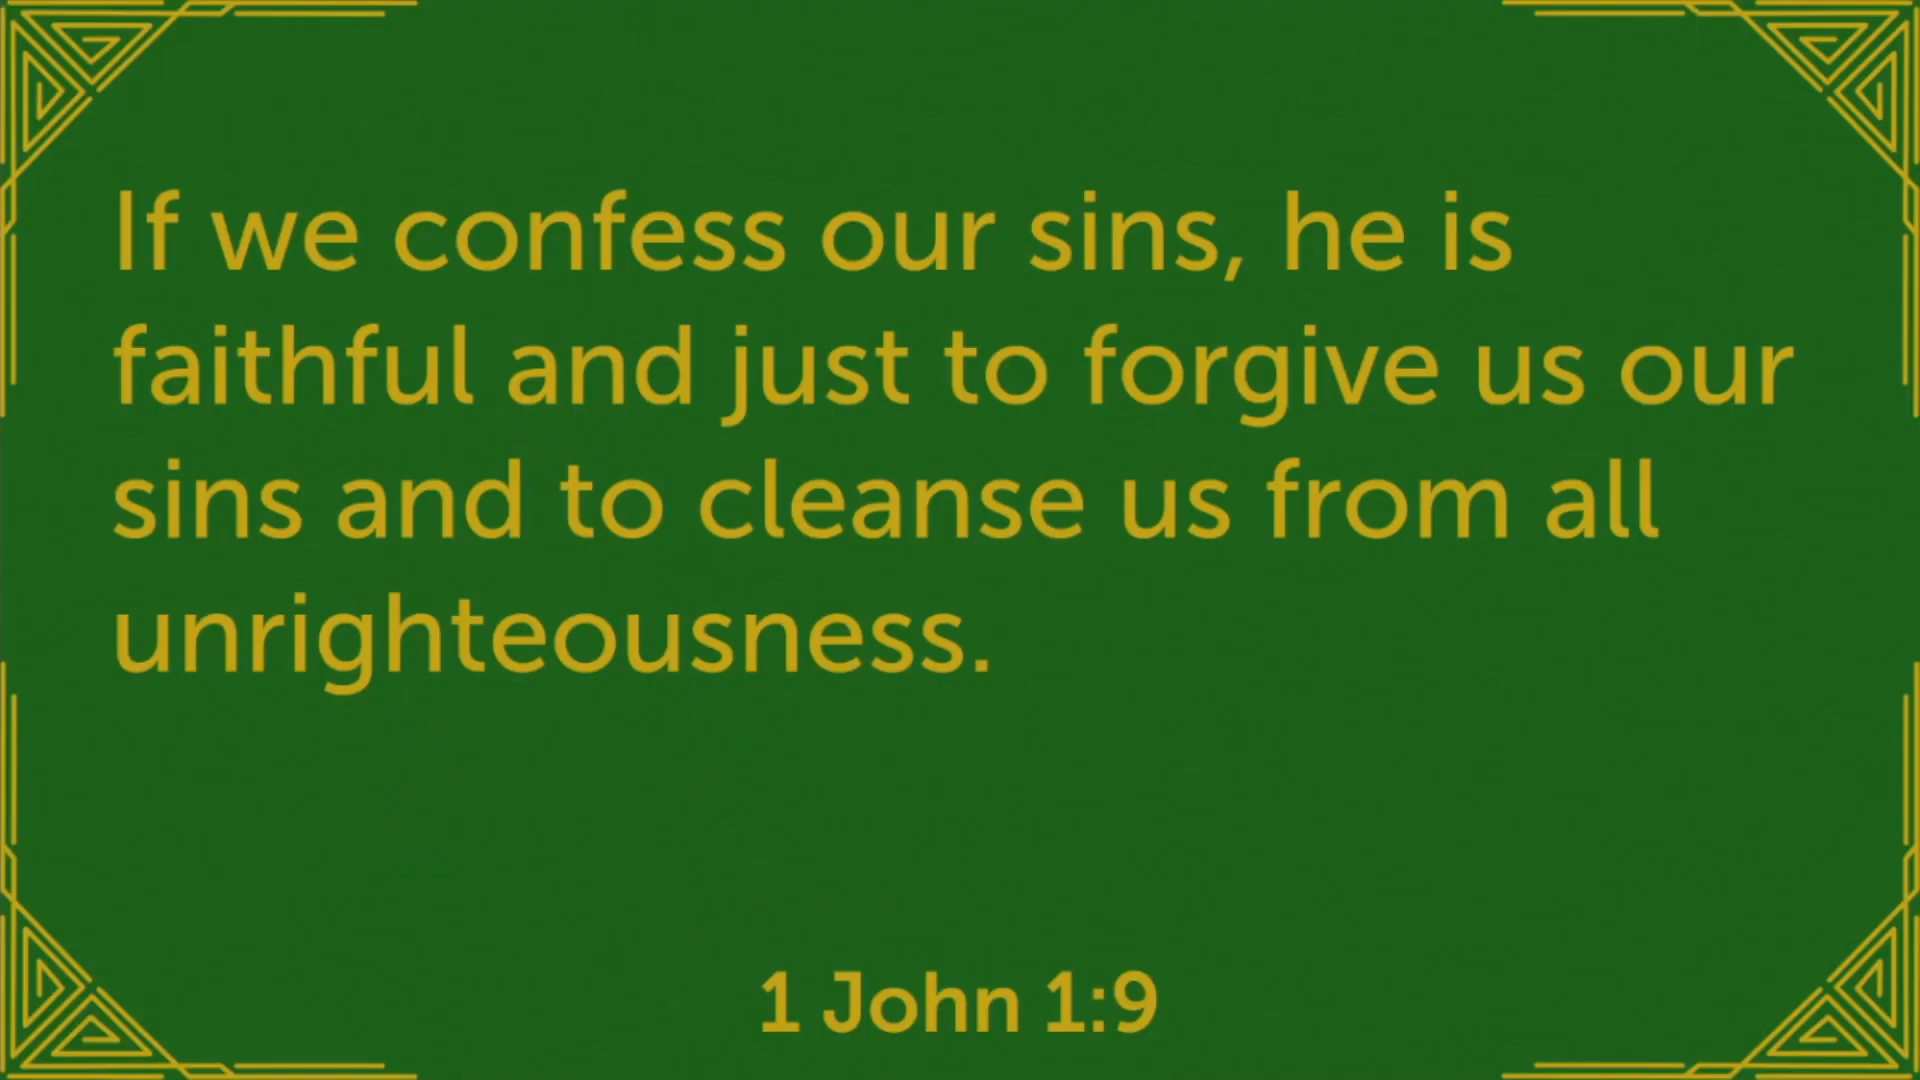 If we confess our sins, he is
faithful and just to forgive us our
sins and to cleanse us from all
unrighteousness.
1 John 1:9